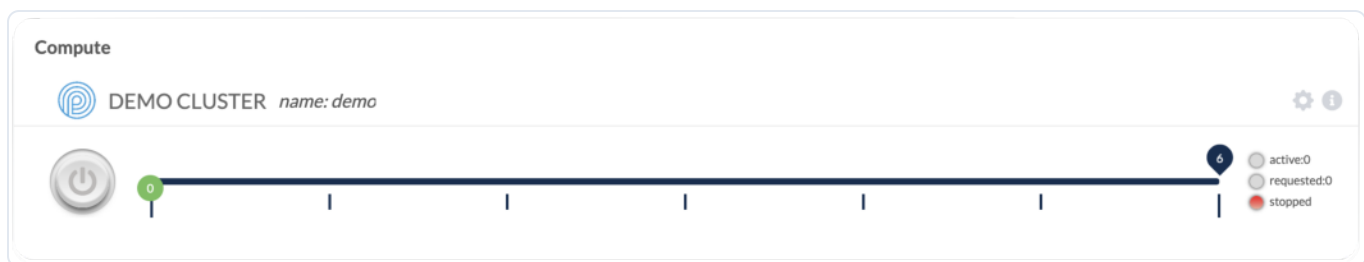 Compute
DEMO CLUSTER name: demo
0
6
active:0
requested:0
stopped